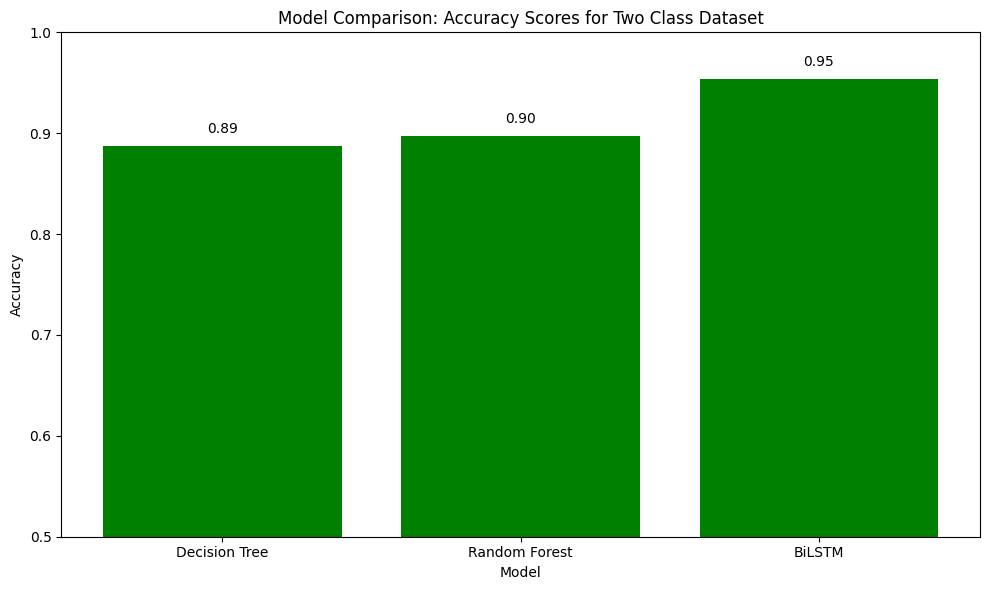 Model Comparison: Accuracy Scores for Two Class Dataset
1.0
0.95
0.90
0.89
0.9
0.8
0.7
0.6
0.5
Accuracy
Decision Tree
Random Forest
BiLSTM
Model